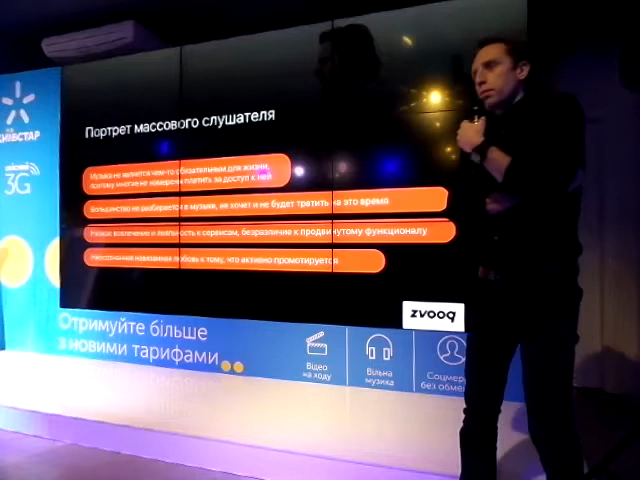 КИЇВСТАР
3G
Портрет массового слушателя
Музыка не является чем-то обязательным для жизни,
поэтому многие не намерены платить за доступ к ней
Большинство не разбирается в музыке, не хочет и не будет тратить на это время
Низкое вовлечение и лояльность к сервисам, безразличие к продвинутому функционалу
Неосознанная навязанная любовь к тому, что активно промотируется
zvooq
Отримуйте більше
з новими тарифами
Відео
на ходу
Вільна
музика
Соцмер
без обме